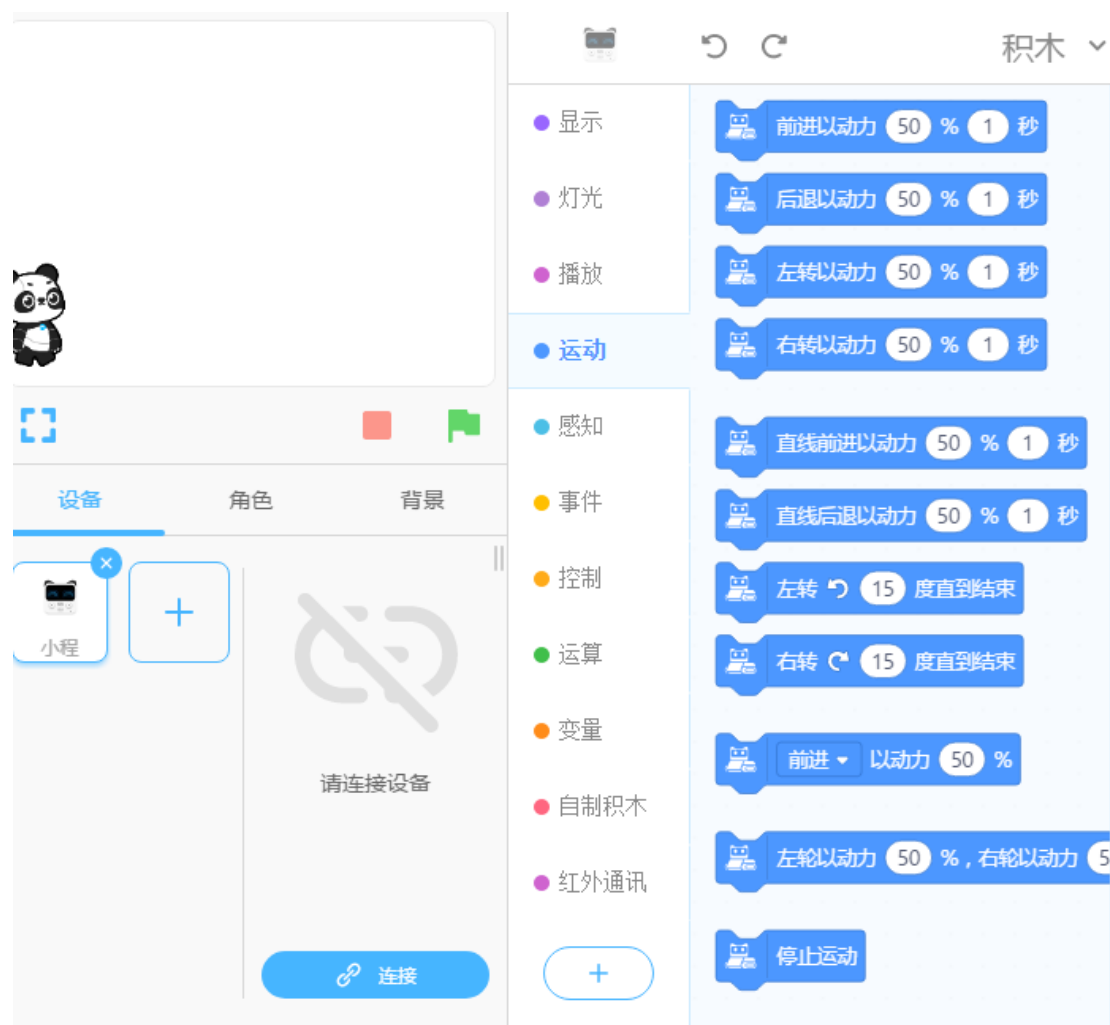 积木
显示
灯光
播放
运动
感知
事件
控制
运算
变量
自制积木
红外通讯
前进以动力 50 % 1 秒
后退以动力 50 % 1 秒
左转以动力 50 % 1 秒
右转以动力 50 % 1 秒
直线前进以动力 50 % 1 秒
直线后退以动力 50 % 1 秒
左转 15 度直到结束
右转 15 度直到结束
前进 以动力 50 %
左轮以动力 50 % , 右轮以动力 5
停止运动
设备 角色 背景
小程
请连接设备
连接